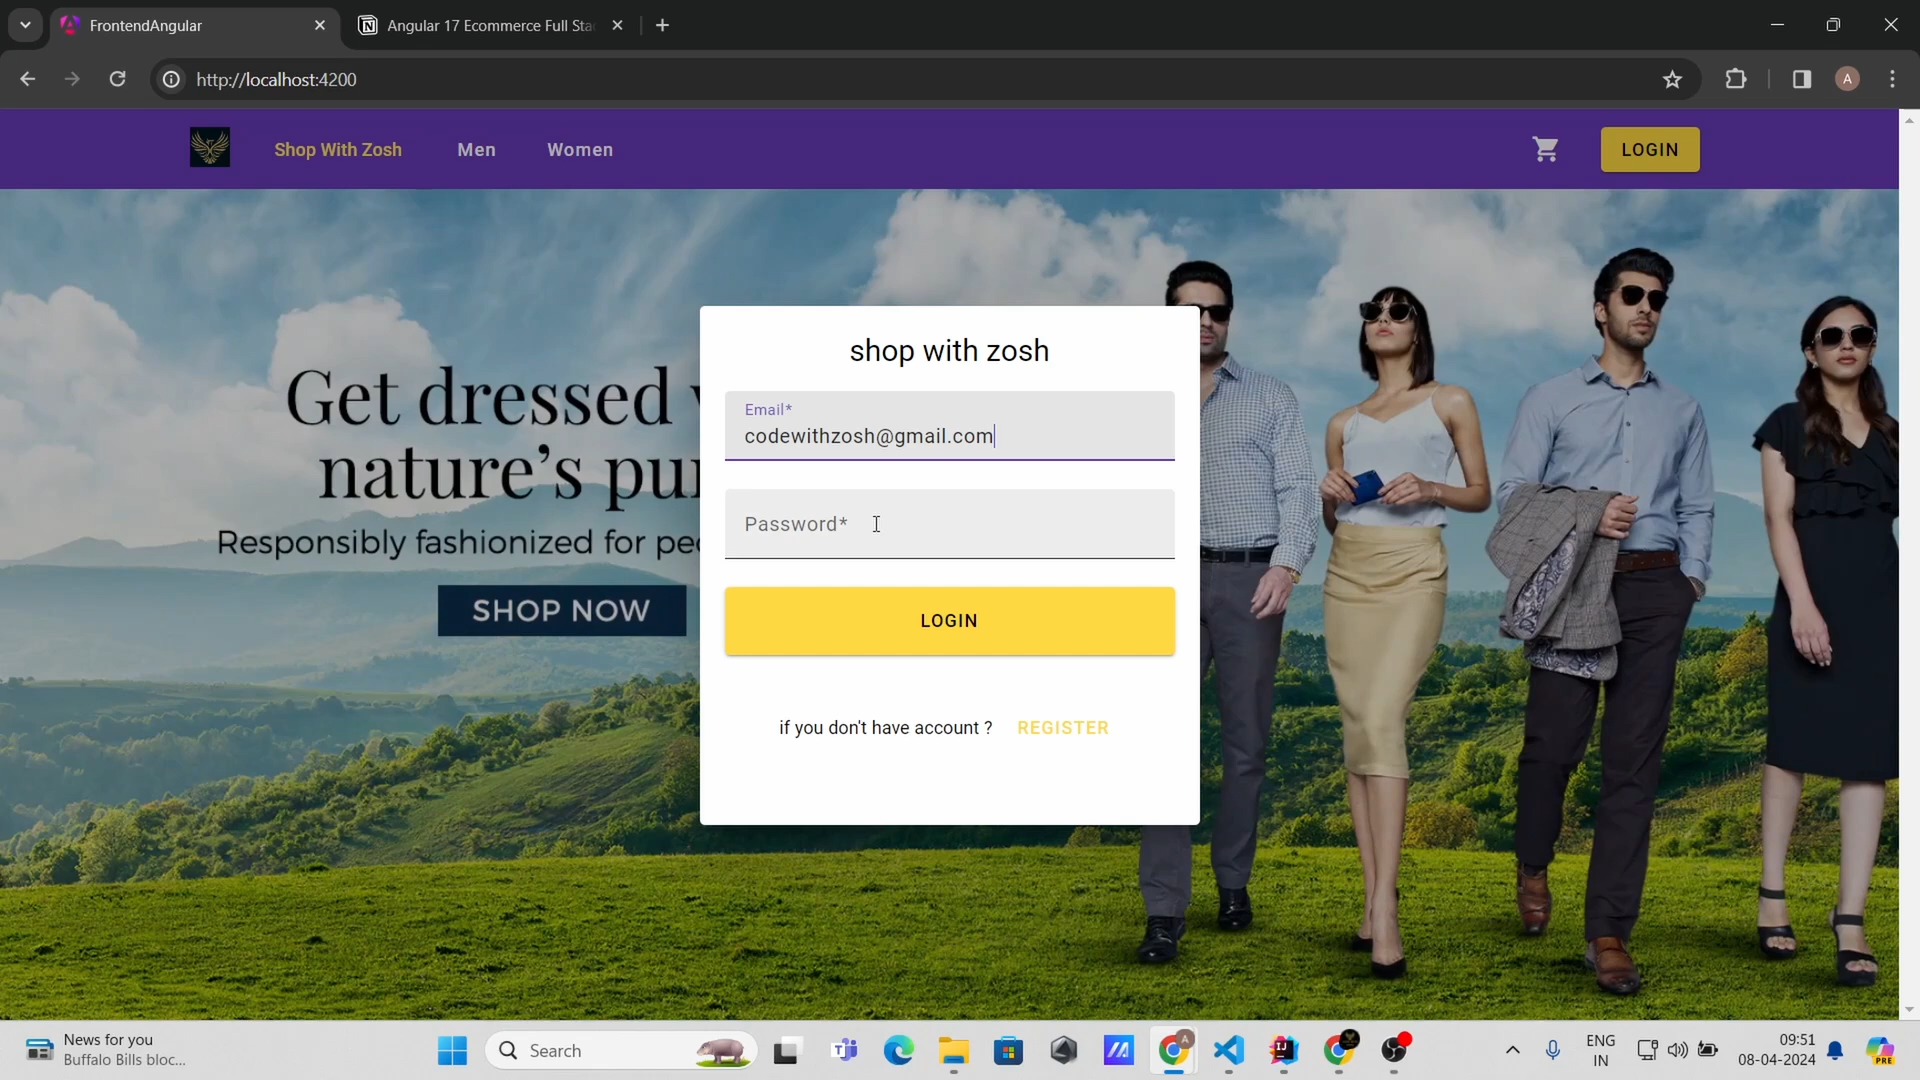 FrontendAngular
Angular 17 Ecommerce Full Sta
http://localhost:4200
A
Shop With Zosh
Men
Women
LOGIN
Get dressed
nature's pu
Responsibly fashionized for pe
SHOP NOW
shop with zosh
Email*
codewithzosh@gmail.com
Password*
LOGIN
if you don't have account ? REGISTER
News for you
Buffalo Bills bloc...
Search
ENG
IN
09:51
08-04-2024
PRE